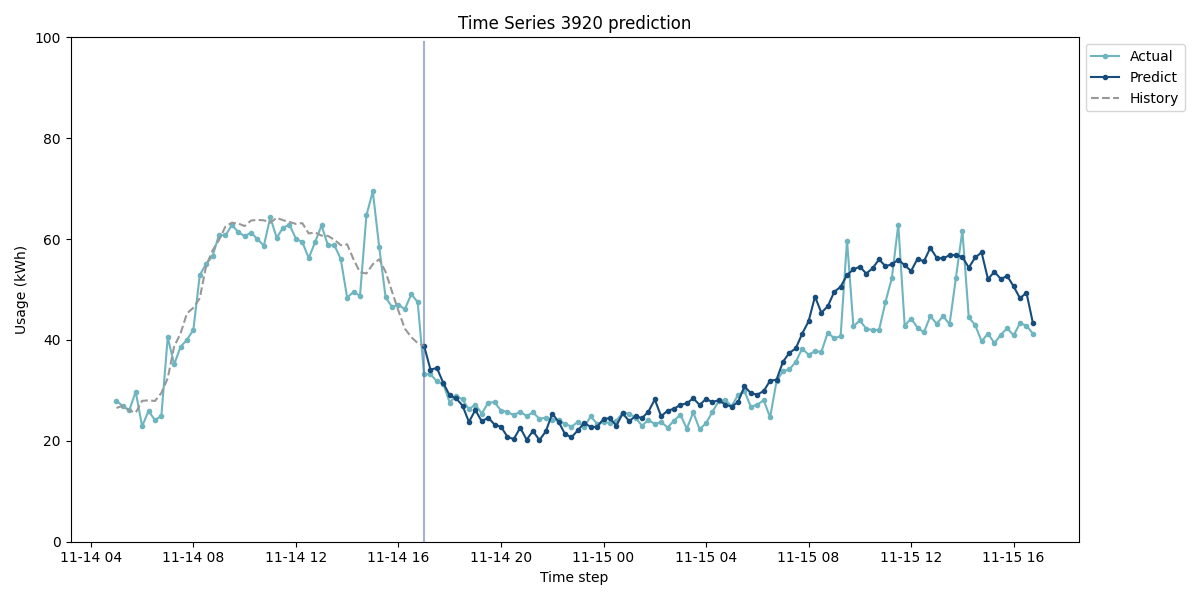 Time Series 3920 prediction
100
80
60
40
20
0
Usage (kWh)
11-14 04
11-14 08
11-14 12
11-14 16
11-14 20
11-15 00
11-15 04
11-15 08
11-15 12
11-15 16
Time step
Actual
Predict
History